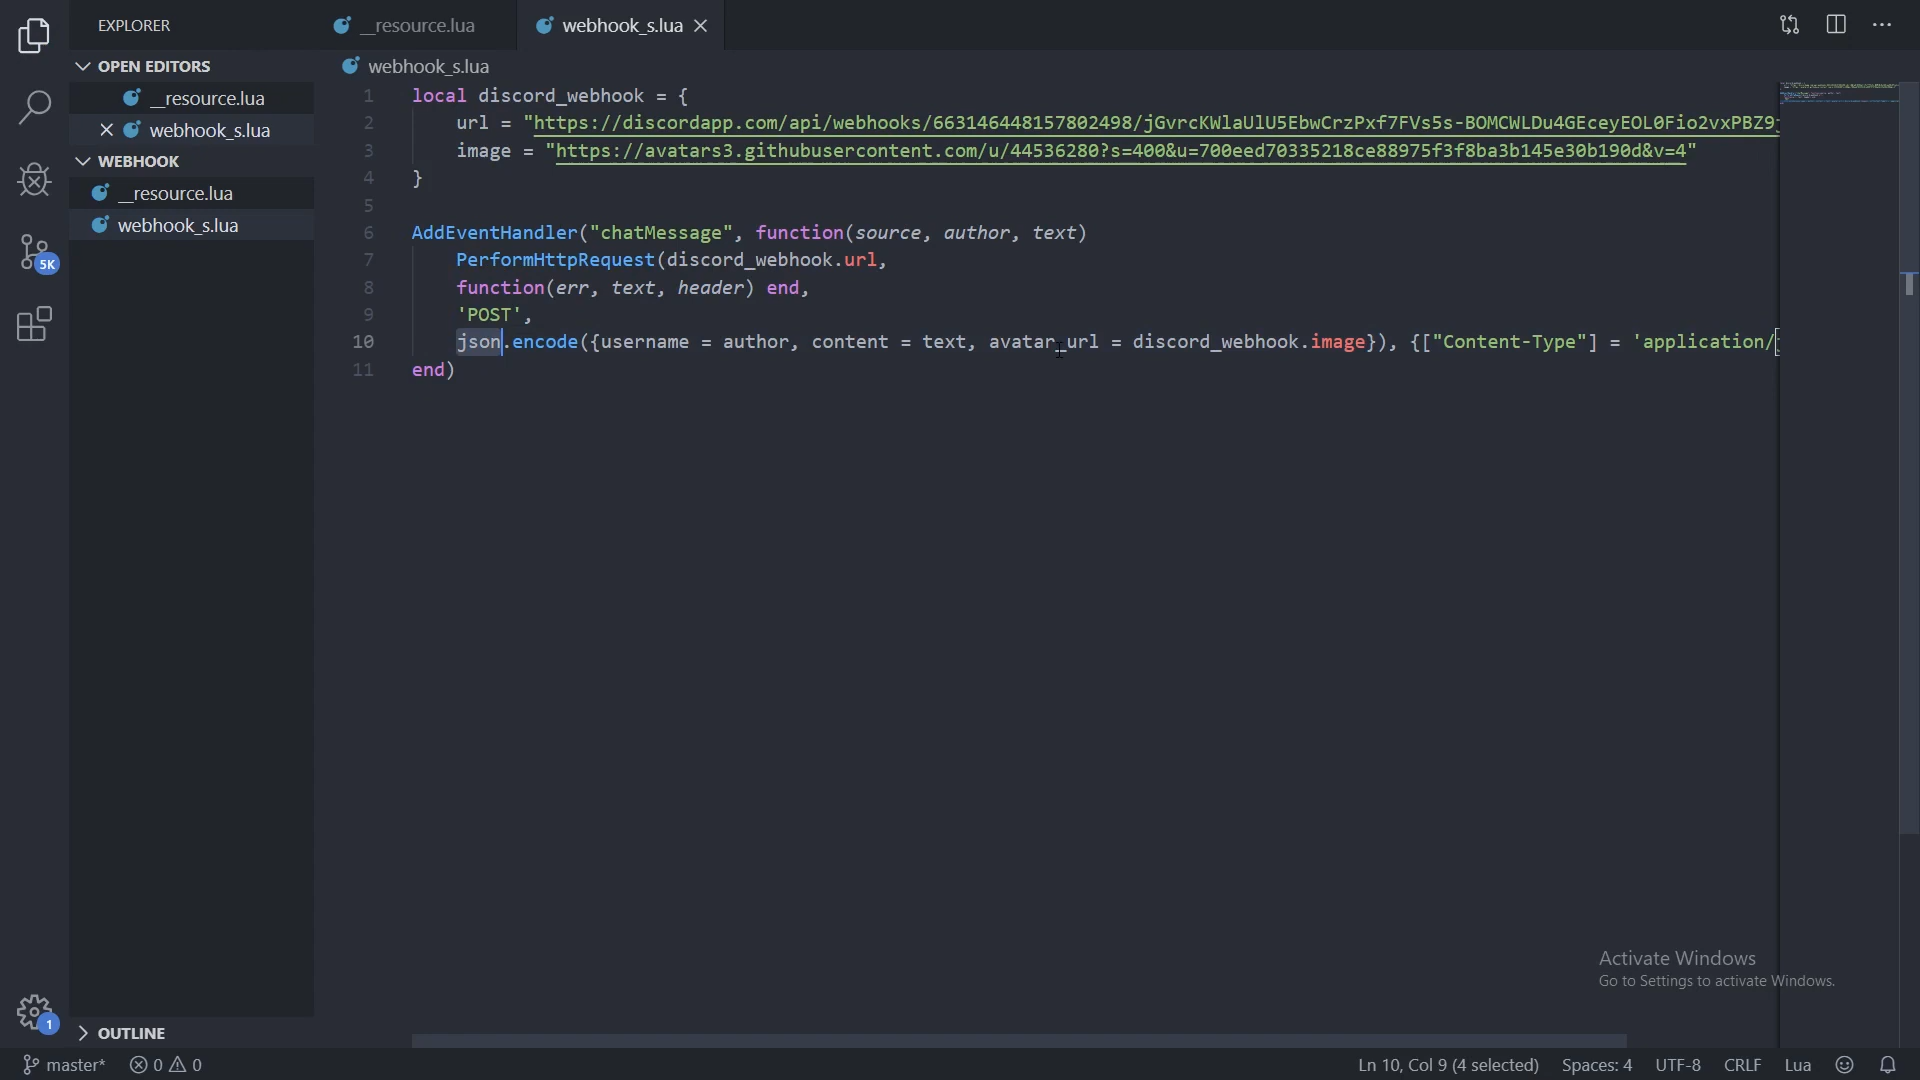 EXPLORER
__resource.lua
webhook_s.lua
OPEN EDITORS
__resource.lua
webhook_s.lua
WEBHOOK
__resource.lua
webhook_s.lua
5K
webhook_s.lua
1 local discord_webhook = {
2 url = "https://discordapp.com/api/webhooks/663146448157802498/jGvrcKWlaUlU5EbwCrzPxf7FVs5s-BOMCWLDu4GEceyEOL0Fio2vxPBZ9
3 image = "https://avatars3.githubusercontent.com/u/44536280?s=400&u=700eed70335218ce88975f3f8ba3b145e30b190d&v=4"
4 }
5
6 AddEventHandler("chatMessage", function(source, author, text)
7 PerformHttpRequest(discord_webhook.url,
8 function(err, text, header) end,
9 'POST',
10 json.encode({username = author, content = text, avatar_url = discord_webhook.image}), {["Content-Type"] = 'application/
11 end)
Activate Windows
Go to Settings to activate Windows.
1
OUTLINE
master*
0
0
Ln 10, Col 9 (4 selected)
Spaces: 4
UTF-8
CRLF
Lua